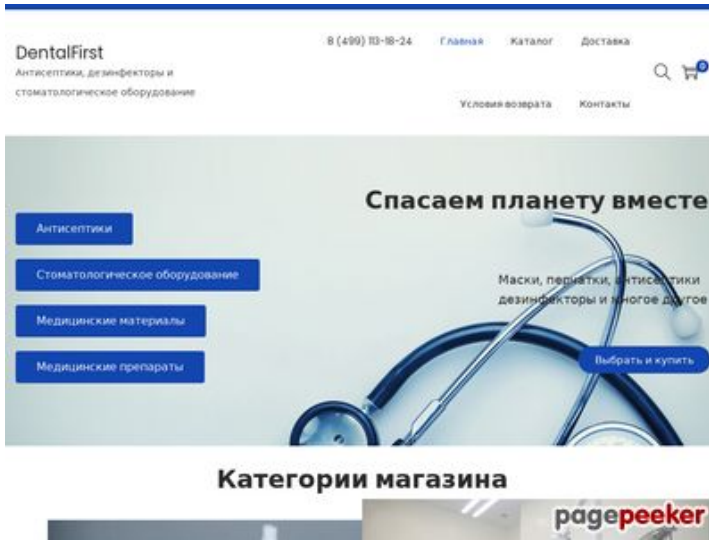 DentalFirst
Антисептики, дезинфекторы и
стоматологическое оборудование
8 (499) 113-18-24
Главная
Каталог
Доставка
0
Условия возврата
Контакты
Спасаем планету вместе
Антисептики
Стоматологическое оборудование
Медицинские материалы
Медицинские препараты
Маски, перчатки, антисептики
дезинфекторы и многое другое
Выбрать и купить
Категории магазина
pagepeeker